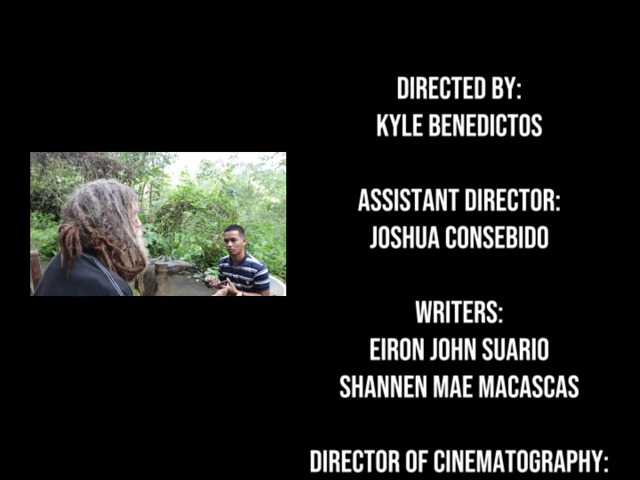 DIRECTED BY:
KYLE BENEDICTOS
ASSISTANT DIRECTOR:
JOSHUA CONSEBIDO
WRITERS:
EIRON JOHN SUARIO
SHANNEN MAE MACASCAS
DIRECTOR OF CINEMATOGRAPHY: